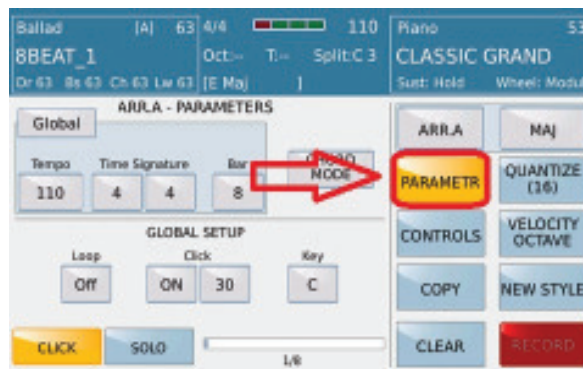 Ballad [A] 63 4/4 110 Piano
8BEAT_1 Oct:-- T:-- Split:C 3 CLASSIC GRAND
Dr 63 Bs 63 Ch 63 Lw 63 [E Maj ] Sust: Hold Wheel: Modul
ARR.A - PARAMETERS
Global
Tempo Time Signature Bar
110 4 4 8
MODE
GLOBAL SETUP
Loop Click Key
Off ON 30 C
CLICK SOLO 1/8
ARR.A MAJ
PARAMETR QUANTIZE
(16)
CONTROLS VELOCITY
OCTAVE
COPY NEW STYLE
CLEAR RECORD